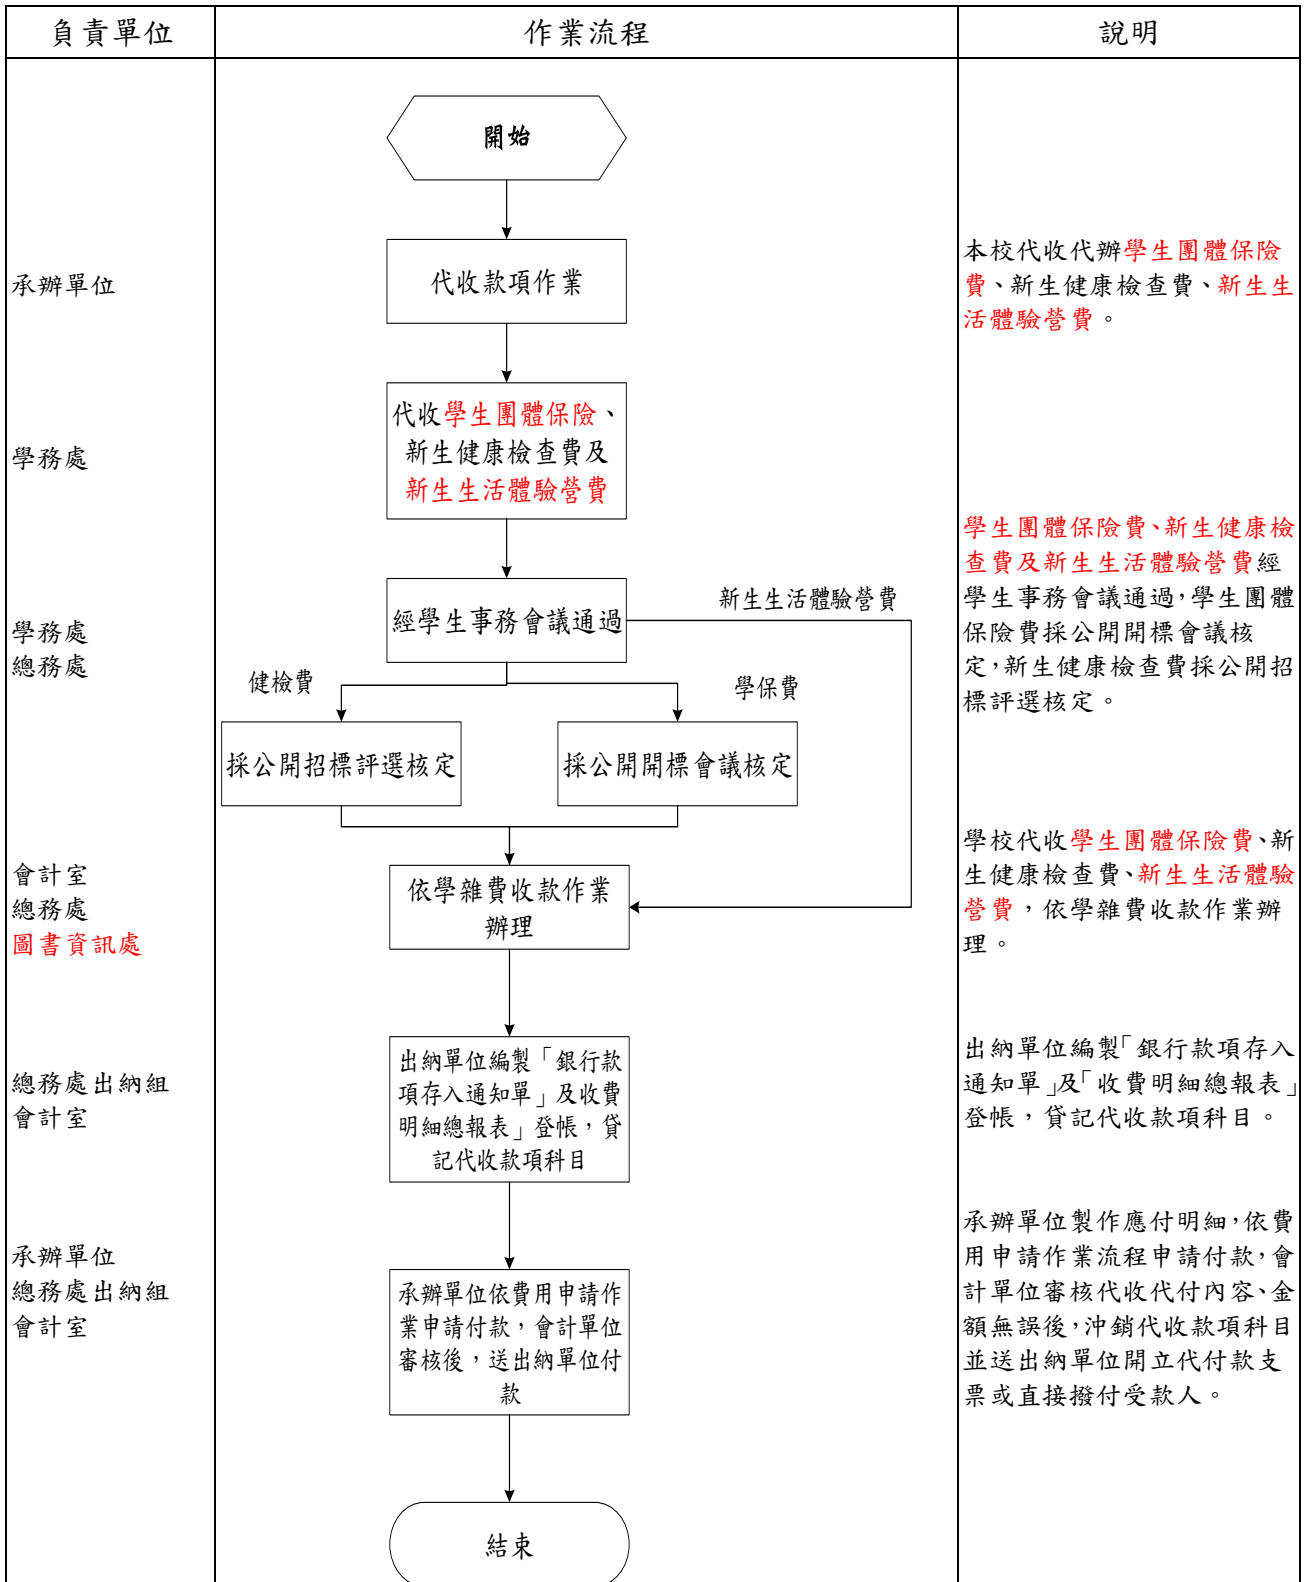 負責單位
作業流程
說明
開始
承辦單位
代收款項作業
本校代收代辦學生團體保險
費、新生健康檢查費、新生生
活體驗營費。
學務處
代收學生團體保險、
新生健康檢查費及
新生生活體驗營費
學務處
總務處
經學生事務會議通過
新生生活體驗營費
健檢費
學保費
採公開招標評選核定
採公開開標會議核定
學生團體保險費、新生健康檢
查費及新生生活體驗營費經
學生事務會議通過,學生團體
保險費採公開開標會議核
定,新生健康檢查費採公開招
標評選核定。
會計室
總務處
圖書資訊處
依學雜費收款作業
辦理
學校代收學生團體保險費、新
生健康檢查費、新生生活體驗
營費，依學雜費收款作業辦
理。
總務處出納組
會計室
出納單位編製「銀行款
項存入通知單」及收費
明細總報表」登帳，貸
記代收款項科目
出納單位編製「銀行款項存入
通知單」及「收費明細總報表」
登帳，貸記代收款項科目。
承辦單位
總務處出納組
會計室
承辦單位依費用申請作
業申請付款，會計單位
審核後，送出納單位付
款
承辦單位製作應付明細,依費
用申請作業流程申請付款,會
計單位審核代收代付內容、金
額無誤後,沖銷代收款項科目
並送出納單位開立代付款支
票或直接撥付受款人。
結束